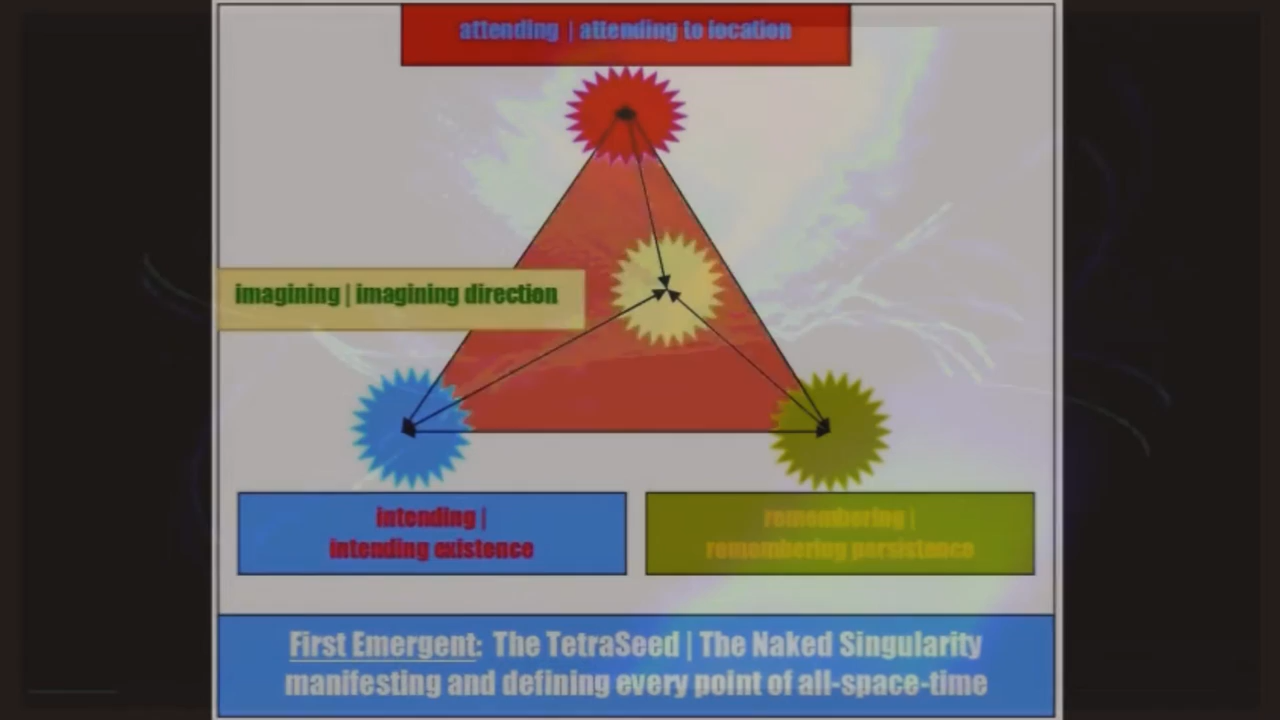 attending | attending to location
imagining | imagining direction
intending |
intending existence
remembering |
remembering persistence
First Emergent: The TetraSeed | The Naked Singularity
manifesting and defining every point of all-space-time